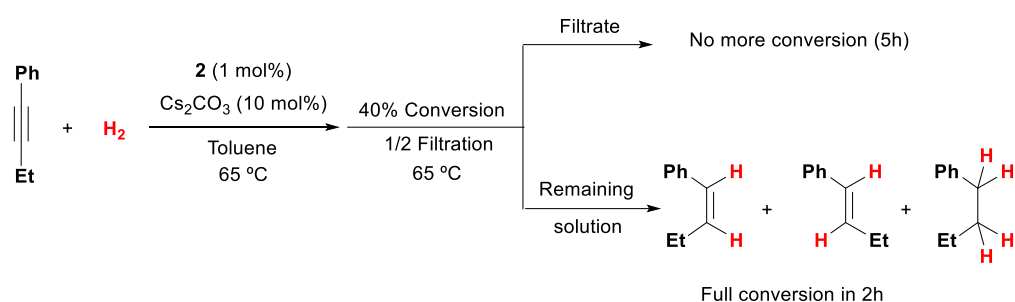 Ph
Et
+
H2
2 (1 mol%)
Cs2CO3 (10 mol%)
Toluene
65 ºC
40% Conversion
1/2 Filtration
65 ºC
Filtrate
No more conversion (5h)
Remaining
solution
Ph H
Et H
+
Ph H
H Et
+
Ph H H
Et H H
Full conversion in 2h